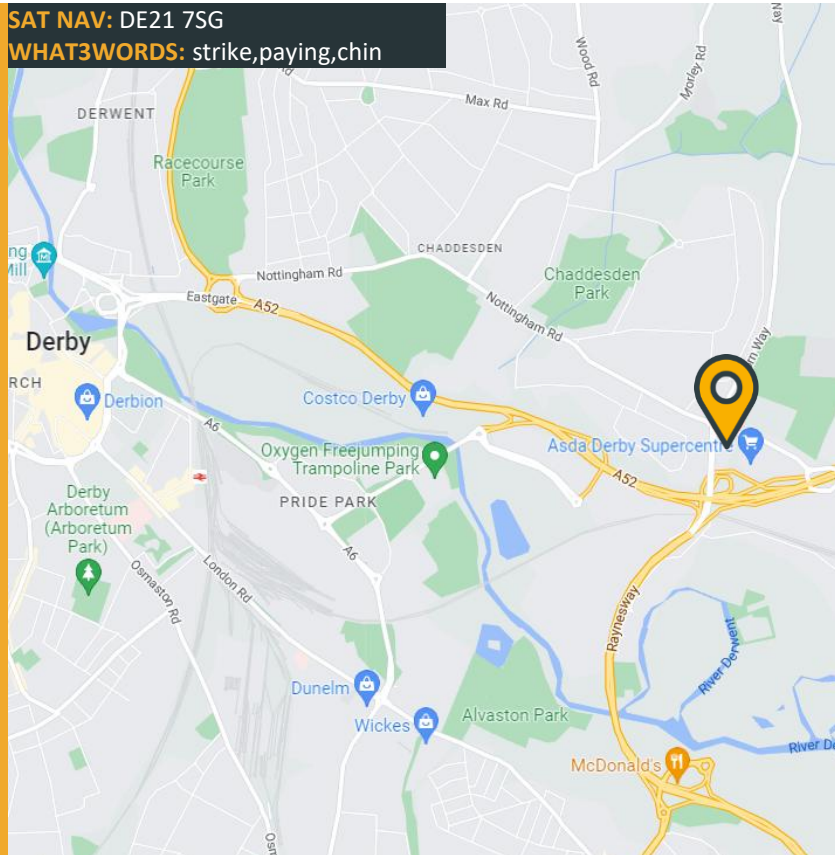 SAT NAV: DE21 7SG
WHAT3WORDS: strike,paying,chin
Rd
Way
Wood Rd
Morley Rd
Max Rd
DERWENT
Racecourse
Park
CHADDESDEN
Nottingham Rd
Chaddesden
Park
Nottingham Rd
Eastgate
A52
Derby
Way
Costco Derby
Derbion
A6
Asda Derby Supercentre
Oxygen Freejumping
Trampoline Park
A52
PRIDE PARK
Derby
Arboretum
(Arboretum
Park)
A6
London Rd
Osmaston Rd
Raynesway
River Derwent
Dunelm
Wickes
Alvaston Park
River
McDonald's